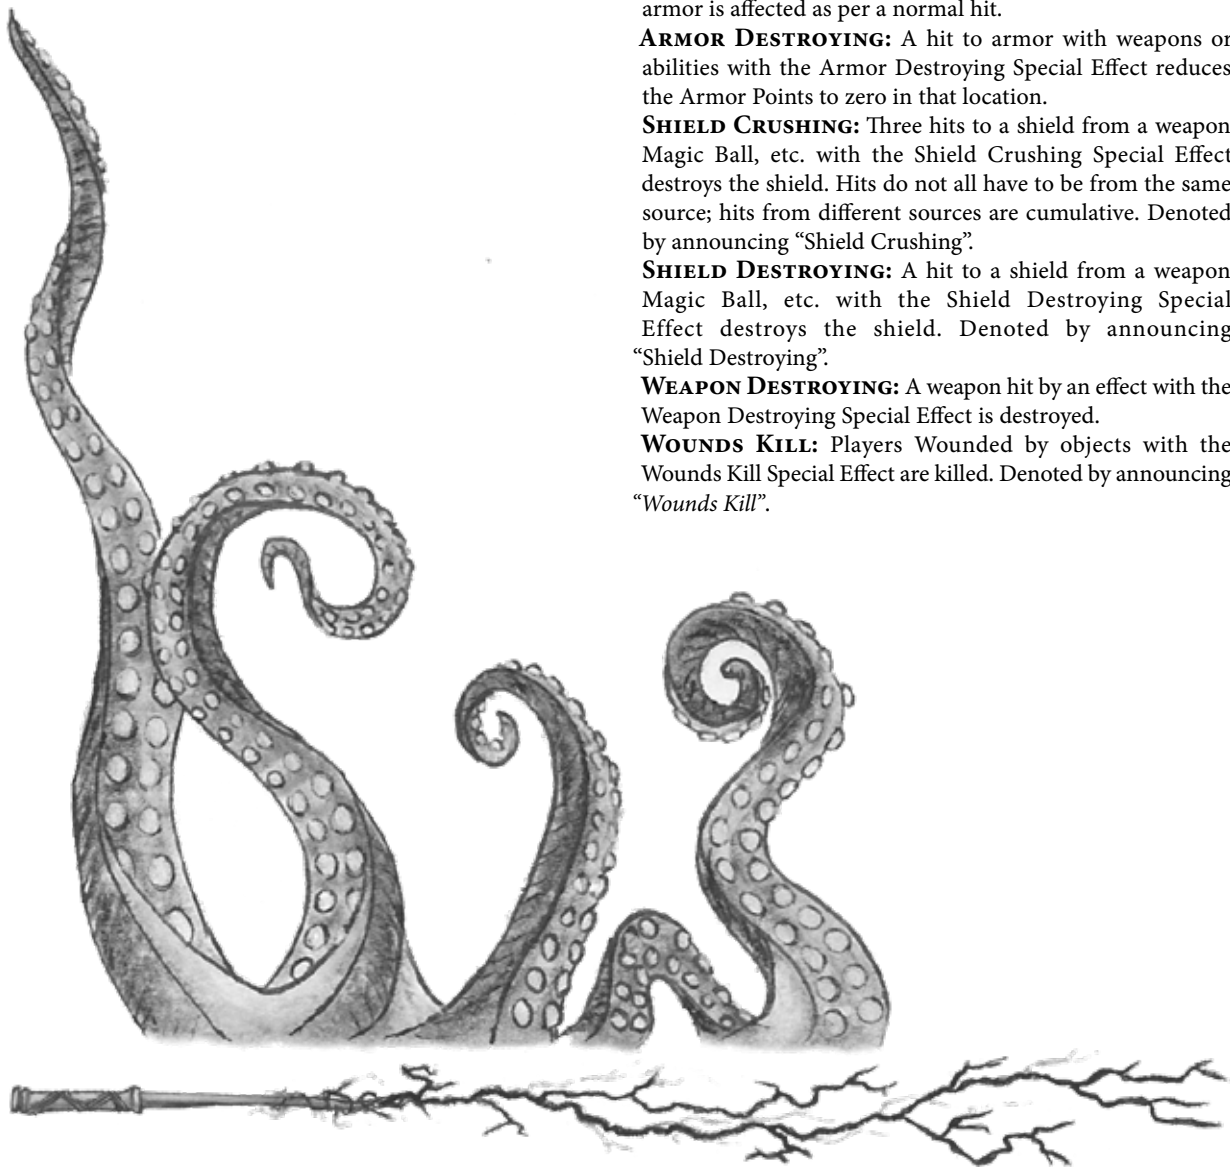 armor is affected as per a normal hit.
ARMOR DESTROYING: A hit to armor with weapons or
abilities with the Armor Destroying Special Effect reduces
the Armor Points to zero in that location.
SHIELD CRUSHING: Three hits to a shield from a weapon
Magic Ball, etc. with the Shield Crushing Special Effect
destroys the shield. Hits do not all have to be from the same
source; hits from different sources are cumulative. Denoted
by announcing “Shield Crushing”.
SHIELD DESTROYING: A hit to a shield from a weapon
Magic Ball, etc. with the Shield Destroying Special
Effect destroys the shield. Denoted by announcing
“Shield Destroying”.
WEAPON DESTROYING: A weapon hit by an effect with the
Weapon Destroying Special Effect is destroyed.
WOUNDS KILL: Players Wounded by objects with the
Wounds Kill Special Effect are killed. Denoted by announcing
“Wounds Kill”.